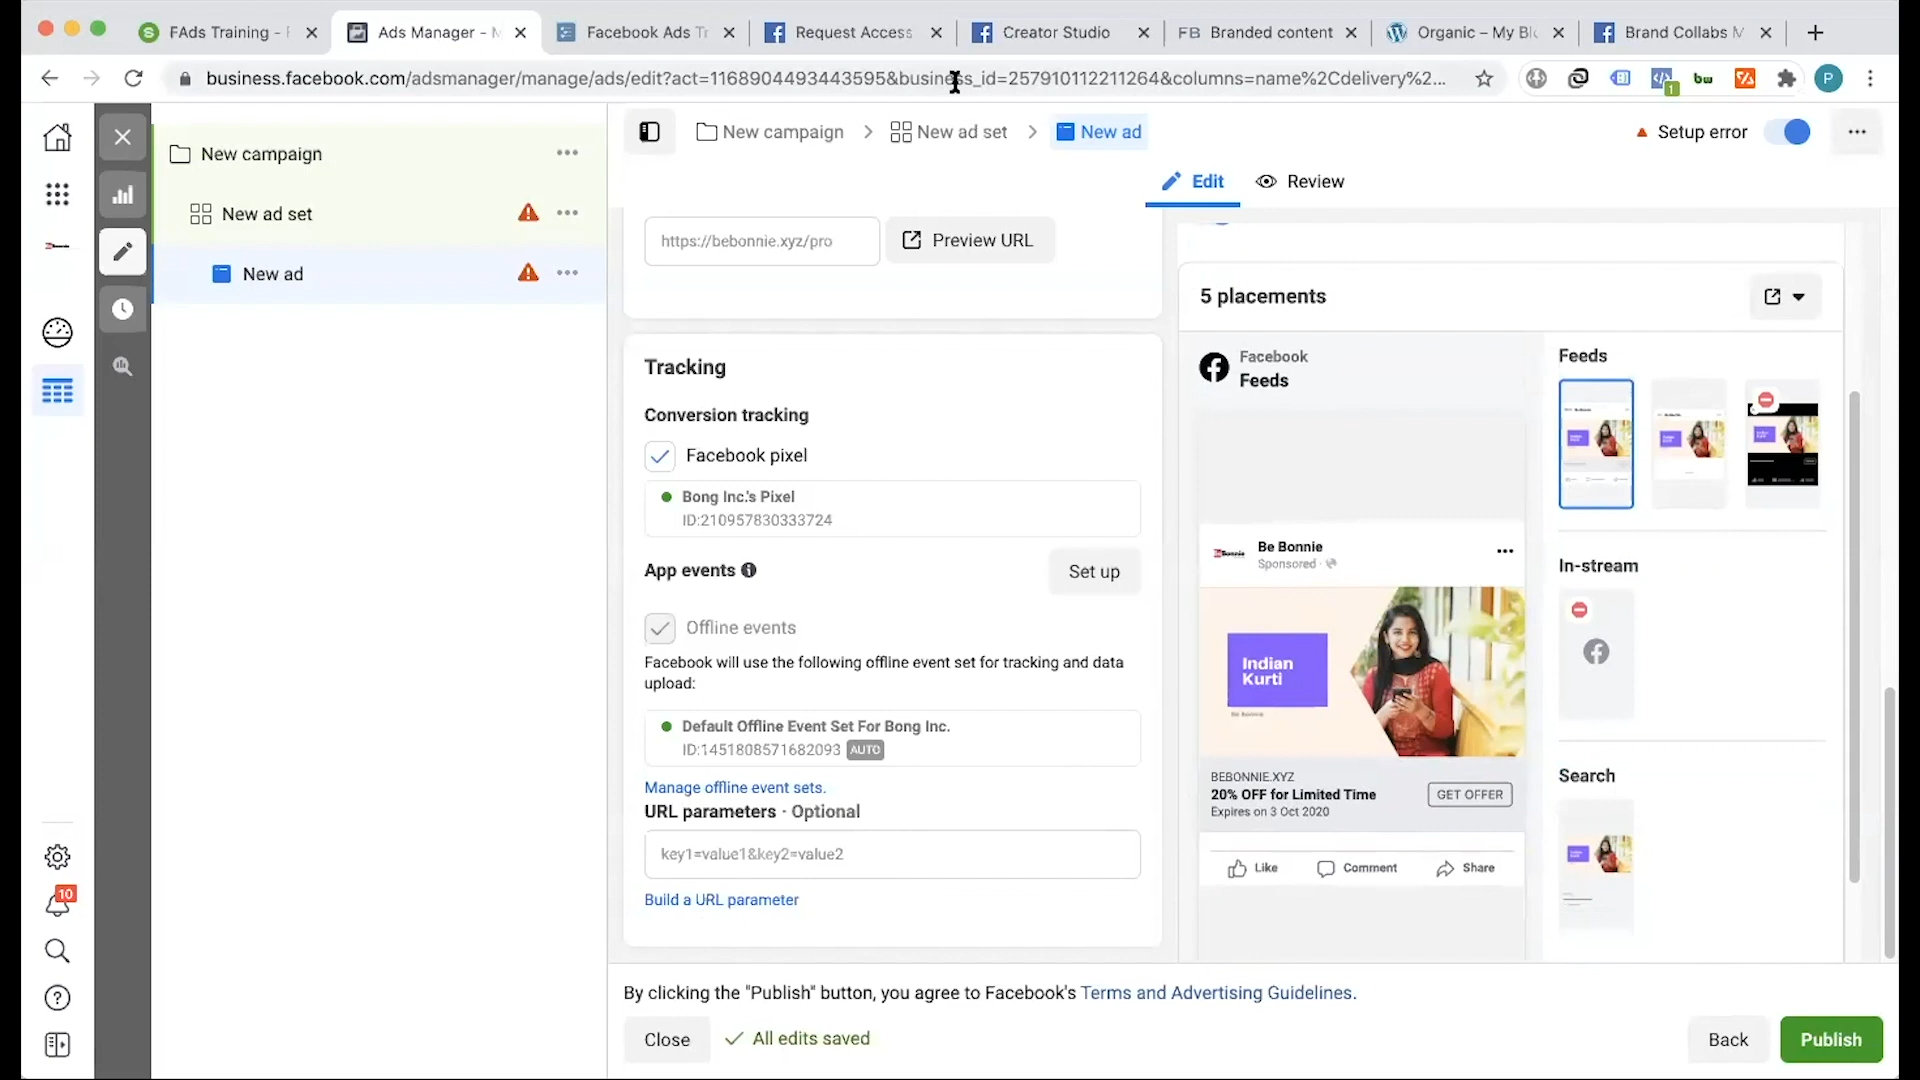 FAds Training - F
Ads Manager - M
Facebook Ads Tr
Request Access
Creator Studio
FB Branded content
Organic – My Blo
Brand Collabs M
business.facebook.com/adsmanager/manage/ads/edit?act=1168904493443595&business_id=257910112211264&columns=name%2Cdelivery%2...
1
bw
P
New campaign
New ad set
New ad
New campaign
New ad set
New ad
Setup error
Edit
Review
https://bebonnie.xyz/pro
Preview URL
Tracking
Conversion tracking
Facebook pixel
Bong Inc.'s Pixel
ID:210957830333724
App events
Set up
Offline events
Facebook will use the following offline event set for tracking and data
upload:
Default Offline Event Set For Bong Inc.
ID:1451808571682093 AUTO
Manage offline event sets.
URL parameters · Optional
key1=value1&key2=value2
Build a URL parameter
5 placements
Facebook
Feeds
Be Bonnie
Sponsored ·
Indian
Kurti
Be Bonnie
BEBONNIE.XYZ
20% OFF for Limited Time
Expires on 3 Oct 2020
GET OFFER
Like
Comment
Share
Feeds
In-stream
Search
10
By clicking the "Publish" button, you agree to Facebook's Terms and Advertising Guidelines.
Close
All edits saved
Back
Publish